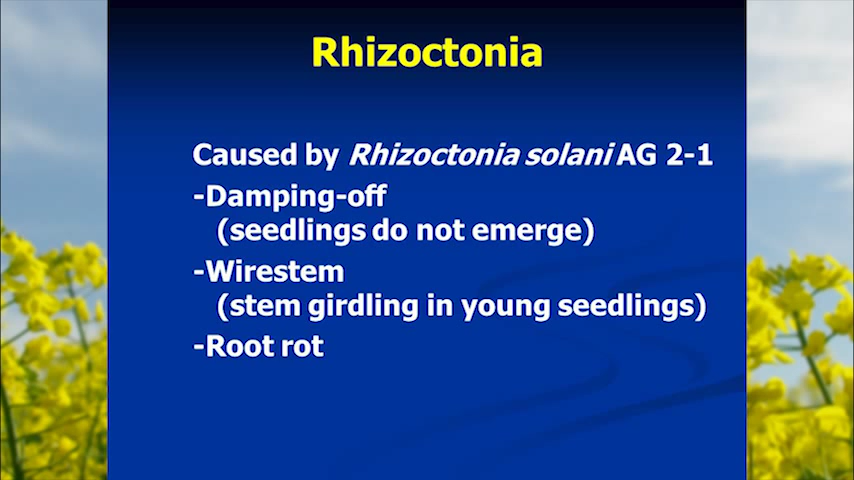 Rhizoctonia
Caused by Rhizoctonia solani AG 2-1
-Damping-off
(seedlings do not emerge)
-Wirestem
(stem girdling in young seedlings)
-Root rot